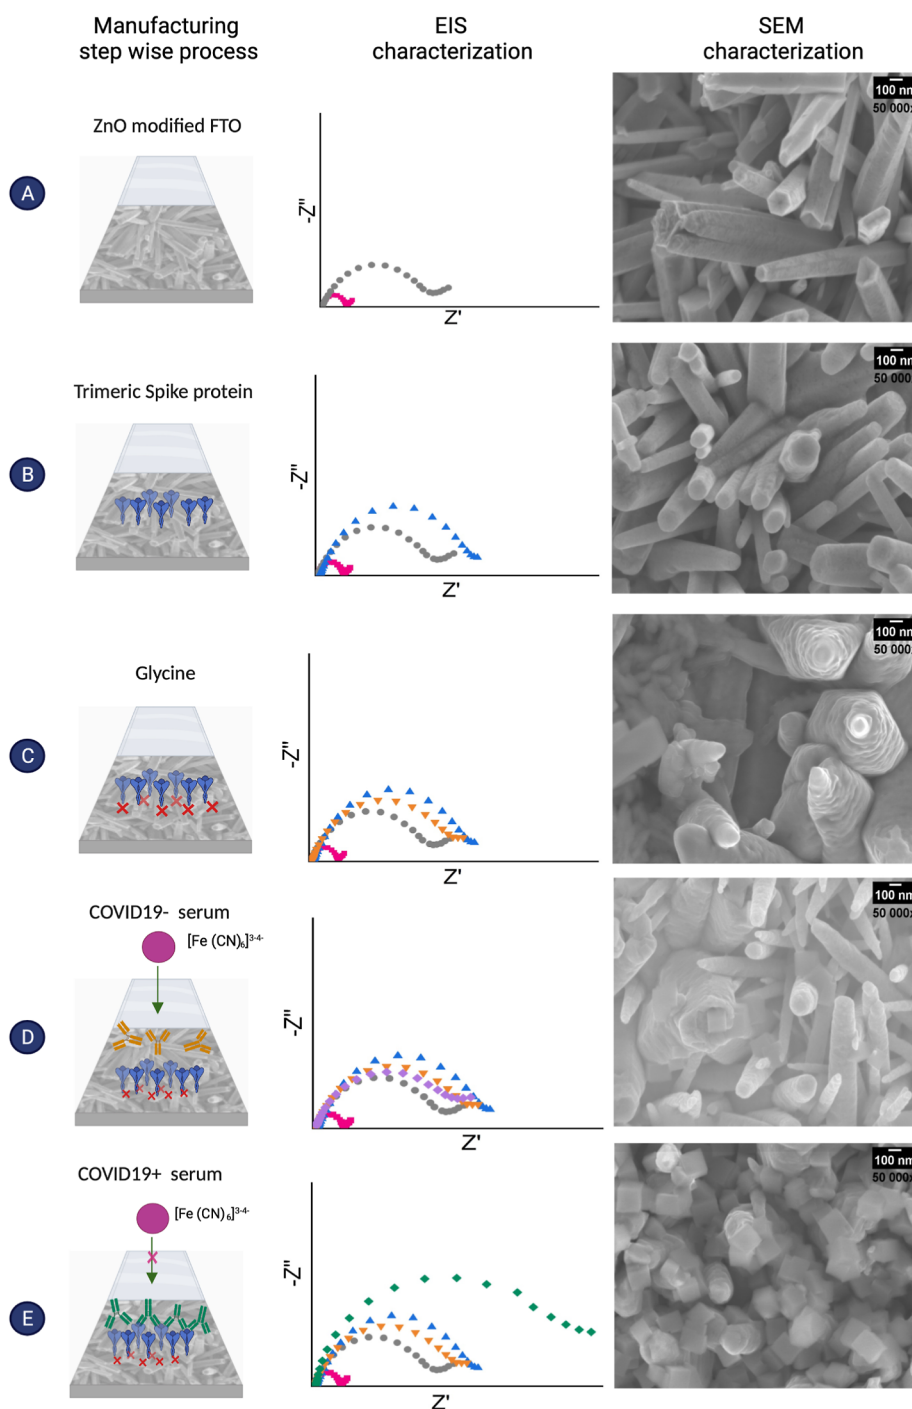 Manufacturing
step wise process
EIS
characterization
SEM
characterization
A
ZnO modified FTO
-Z''
Z'
100 nm
50 000x
B
Trimeric Spike protein
-Z''
Z'
100 nm
50 000x
C
Glycine
-Z''
Z'
100 nm
50 000x
D
COVID19- serum
[Fe (CN)₆]³⁻⁴⁻
-Z''
Z'
100 nm
50 000x
E
COVID19+ serum
[Fe (CN)₆]³⁻⁴⁻
-Z''
Z'
100 nm
50 000x